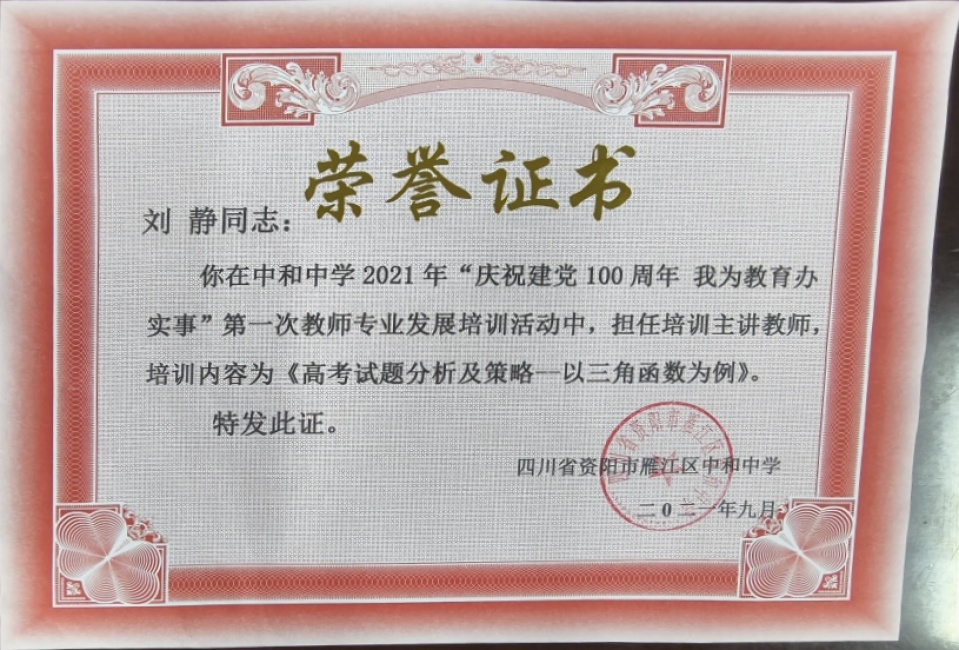 荣誉证书
刘 静同志：
你在中和中学 2021 年“庆祝建党 100 周年 我为教育办
实事”第一次教师专业发展培训活动中，担任培训主讲教师，
培训内容为《高考试题分析及策略--以三角函数为例》。
特发此证。
四川省资阳市雁江区中和中学
二0二一年九月